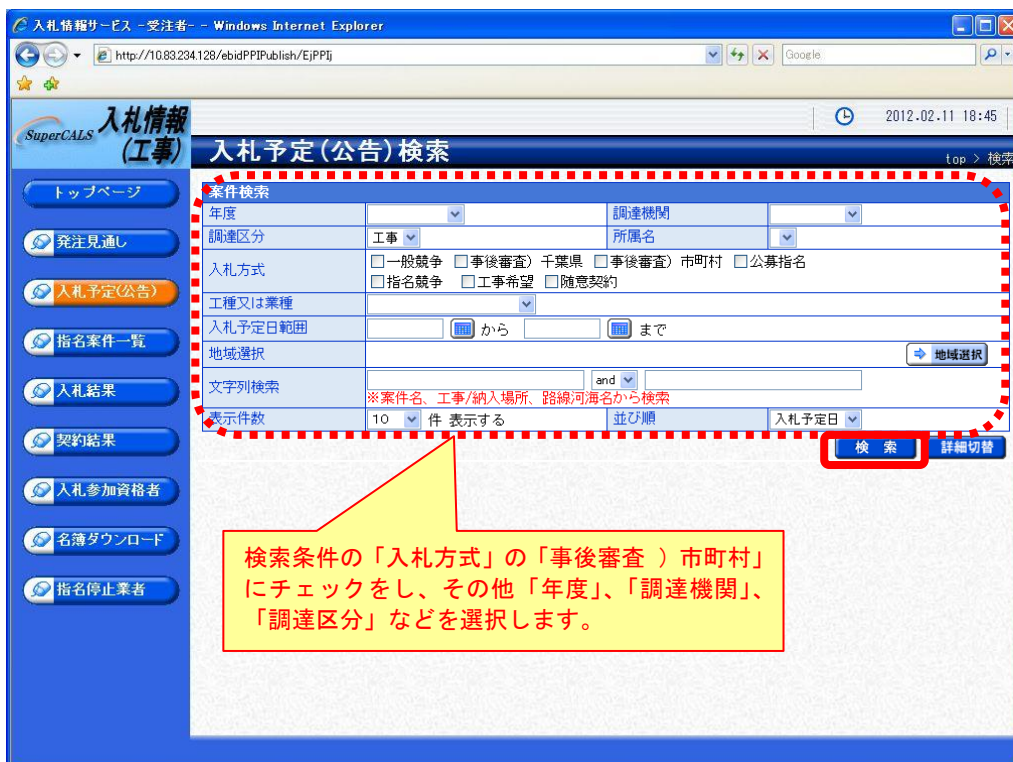 入札情報サービス -受注者- - Windows Internet Explorer
http://10.83.234.128/ebidPPIPublish/EjPPIj
Google
SuperCALS 入札情報
(工事)
2012.02.11 18:45
入札予定(公告)検索
top > 検索
トップページ
発注見通し
入札予定(公告)
指名案件一覧
入札結果
契約結果
入札参加資格者
名簿ダウンロード
指名停止業者
案件検索
年度 調達機関
調達区分 工事 所属名
入札方式 一般競争 事後審査）千葉県 事後審査）市町村 公募指名
指名競争 工事希望 随意契約
工種又は業種
入札予定日範囲 から まで
地域選択 地域選択
文字列検索 and
※案件名、工事/納入場所、路線河海名から検索
表示件数 10 件 表示する 並び順 入札予定日
検 索 詳細切替
検索条件の「入札方式」の「事後審査 ）市町村」
にチェックをし、その他「年度」、「調達機関」、
「調達区分」などを選択します。